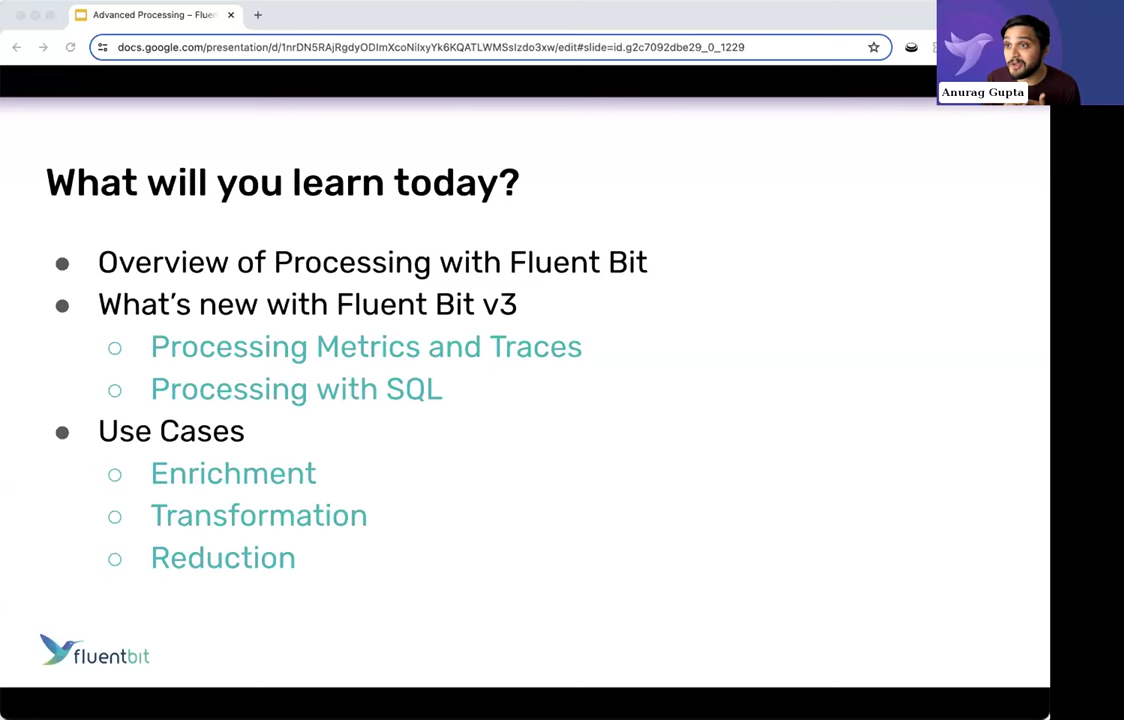 Advanced Processing – Fluen
docs.google.com/presentation/d/1nrDN5RAjRgdyODImXcoNilxyYk6KQATLWMSsIzdo3xw/edit#slide=id.g2c7092dbe29_0_1229
Anurag Gupta
What will you learn today?
Overview of Processing with Fluent Bit
What's new with Fluent Bit v3
Processing Metrics and Traces
Processing with SQL
Use Cases
Enrichment
Transformation
Reduction
fluentbit